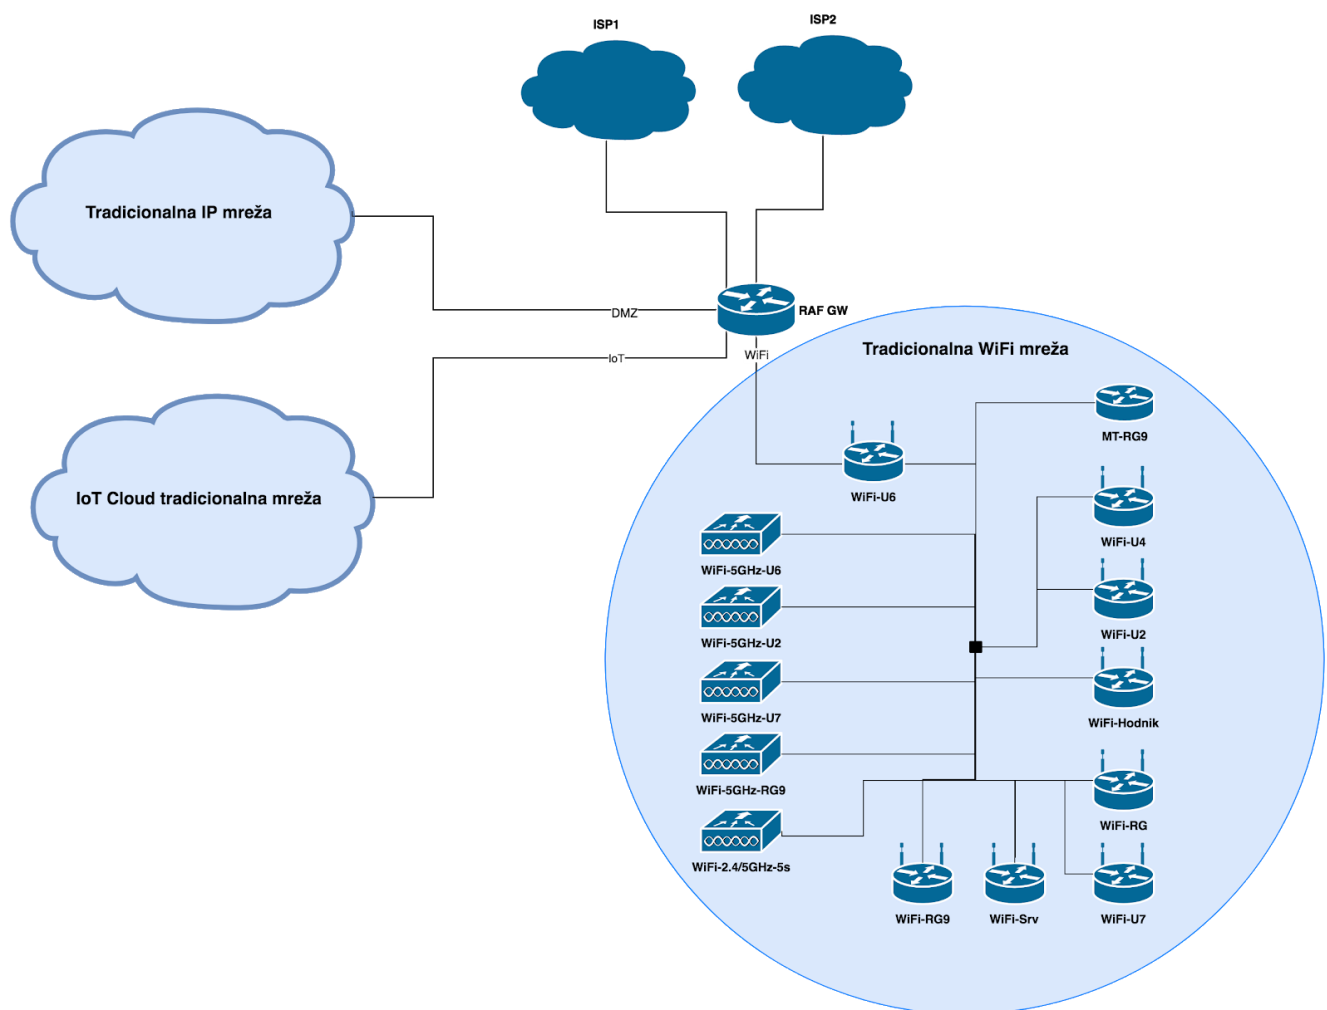 ISP1
ISP2
Tradicionalna IP mreža
DMZ
RAF GW
IoT
WiFi
Tradicionalna WiFi mreža
MT-RG9
IoT Cloud tradicionalna mreža
WiFi-U6
WiFi-U4
WiFi-5GHz-U6
WiFi-U2
WiFi-5GHz-U2
WiFi-5GHz-U7
WiFi-Hodnik
WiFi-5GHz-RG9
WiFi-RG
WiFi-2.4/5GHz-5s
WiFi-RG9
WiFi-Srv
WiFi-U7